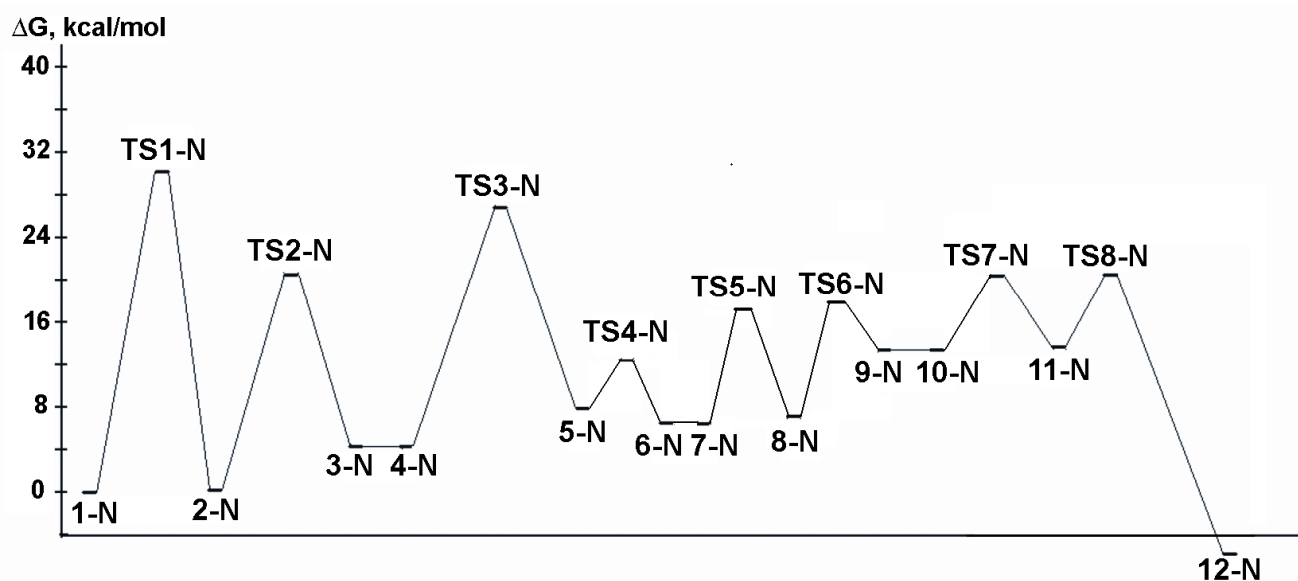 ΔG, kcal/mol
40
32
24
16
8
0
TS1-N
TS2-N
TS3-N
TS4-N
TS5-N
TS6-N
TS7-N
TS8-N
1-N
2-N
3-N
4-N
5-N
6-N
7-N
8-N
9-N
10-N
11-N
12-N